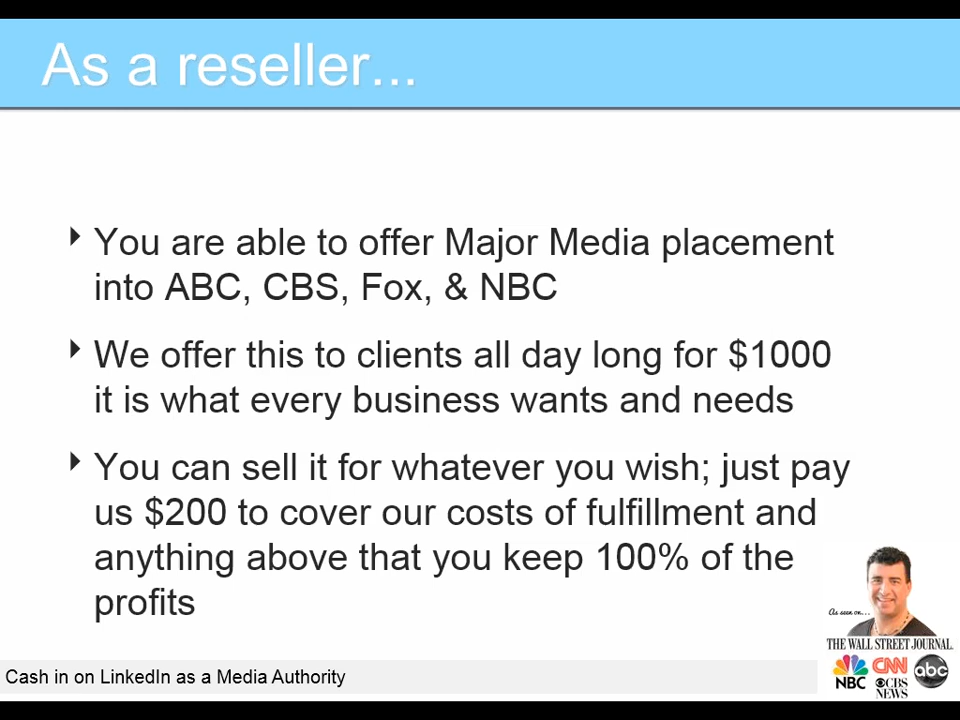 As a reseller...
You are able to offer Major Media placement
into ABC, CBS, Fox, & NBC
We offer this to clients all day long for $1000
it is what every business wants and needs
You can sell it for whatever you wish; just pay
us $200 to cover our costs of fulfillment and
anything above that you keep 100% of the
profits
As seen on...
THE WALL STREET JOURNAL.
NBC CNN CBS NEWS abc
Cash in on LinkedIn as a Media Authority